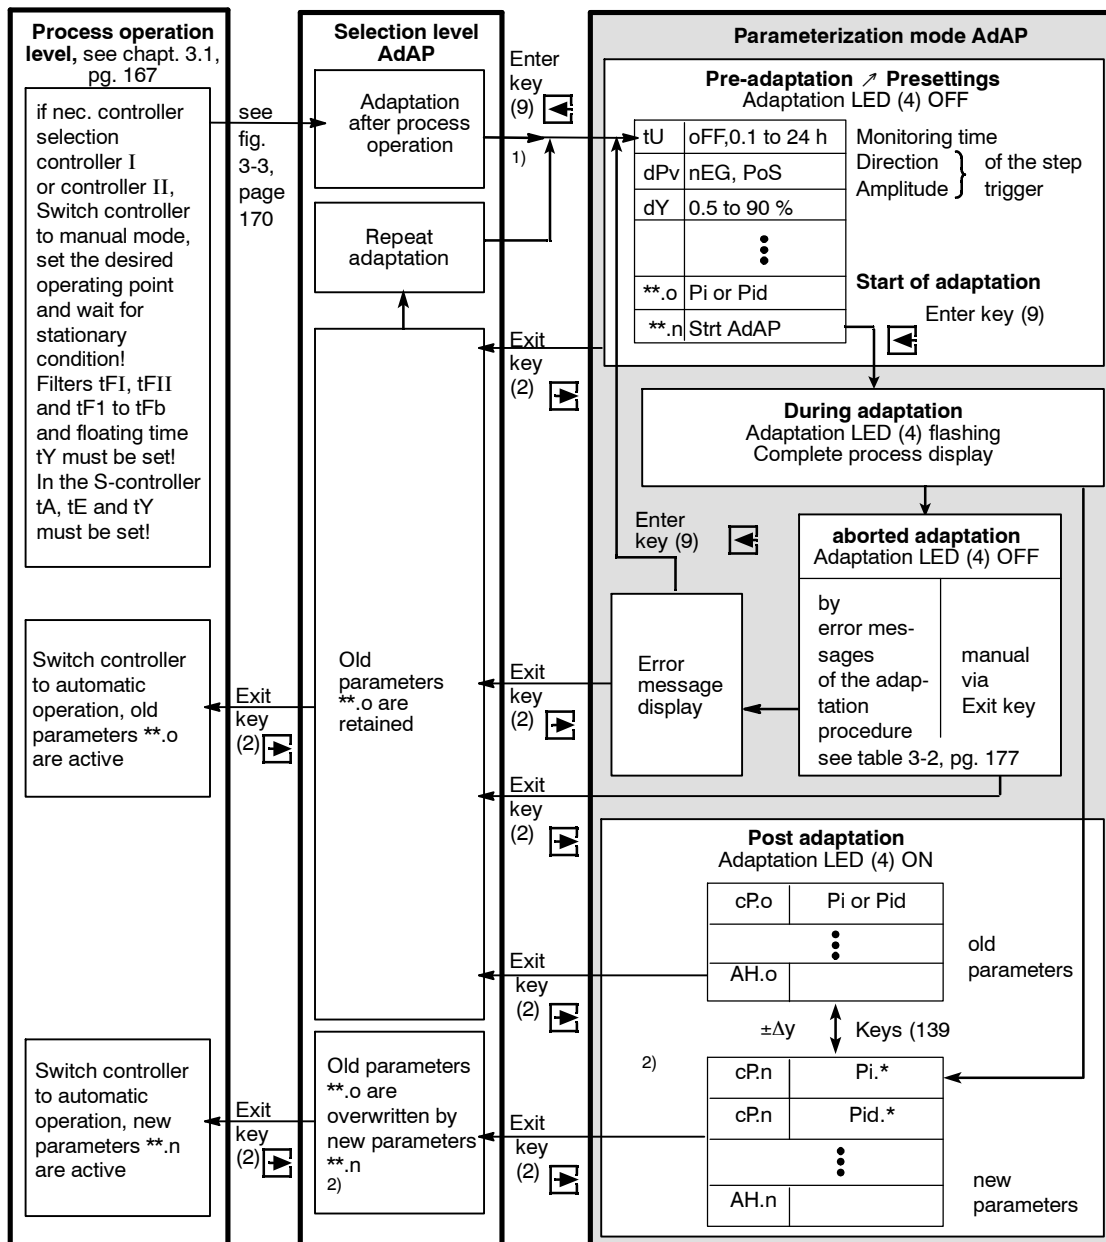 Process operation
level, see chapt. 3.1,
pg. 167
if nec. controller
selection
controller I
or controller II,
Switch controller
to manual mode,
set the desired
operating point
and wait for
stationary
condition!
Filters tFI, tFII
and tF1 to tFb
and floating time
tY must be set!
In the S-controller
tA, tE and tY
must be set!
see
fig.
3-3,
page
170
Switch controller
to automatic
operation, old
parameters **.o
are active
Exit
key
(2)
Switch controller
to automatic
operation, new
parameters **.n
are active
Exit
key
(2)
Selection level
AdAP
Adaptation
after process
operation
Repeat
adaptation
Old
parameters
**.o are
retained
Old parameters
**.o are
overwritten by
new parameters
**.n
2)
Enter
key
(9)
1)
Exit
key
(2)
Exit
key
(2)
Exit
key
(2)
Exit
key
(2)
Exit
key
(2)
Parameterization mode AdAP
Pre-adaptation ↗ Presettings
Adaptation LED (4) OFF
tU oFF,0.1 to 24 h Monitoring time
dPv nEG, PoS Direction of the step
dY 0.5 to 90 % Amplitude trigger
**.o Pi or Pid
**.n Strt AdAP
Start of adaptation
Enter key (9)
During adaptation
Adaptation LED (4) flashing
Complete process display
Enter
key (9)
aborted adaptation
Adaptation LED (4) OFF
by
error mes-
sages
of the adap-
tation
procedure
manual
via
Exit key
see table 3-2, pg. 177
Error
message
display
Post adaptation
Adaptation LED (4) ON
cP.o Pi or Pid
AH.o
old
parameters
±Δy Keys (139
2)
cP.n Pi.*
cP.n Pid.*
AH.n
new
parameters